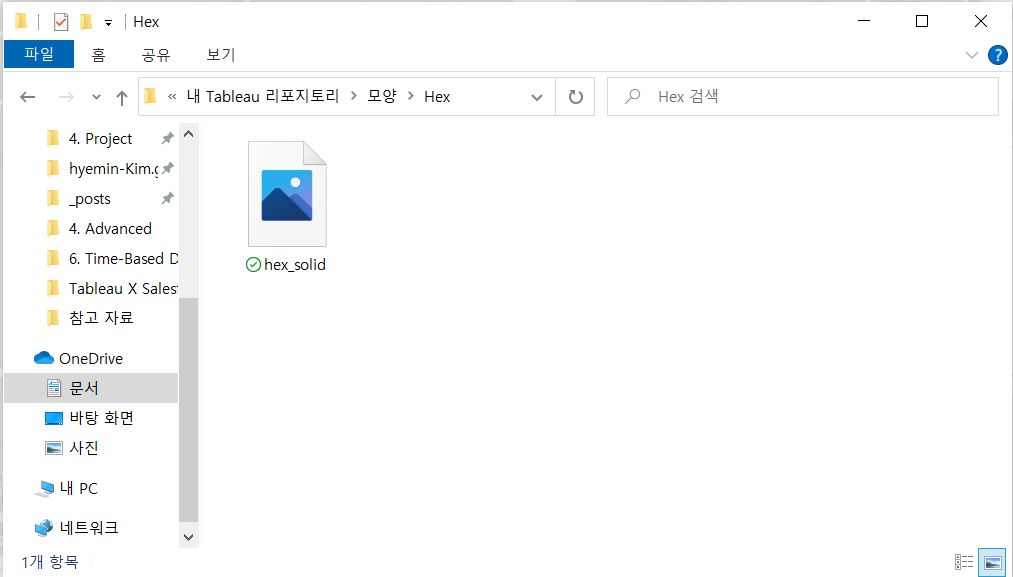 Hex
파일 홈 공유 보기
« 내 Tableau 리포지토리 > 모양 > Hex
Hex 검색
4. Project
hyemin-Kim.g
_posts
4. Advanced
6. Time-Based D
Tableau X Sales
참고 자료
OneDrive
문서
바탕 화면
사진
내 PC
네트워크
hex_solid
1개 항목